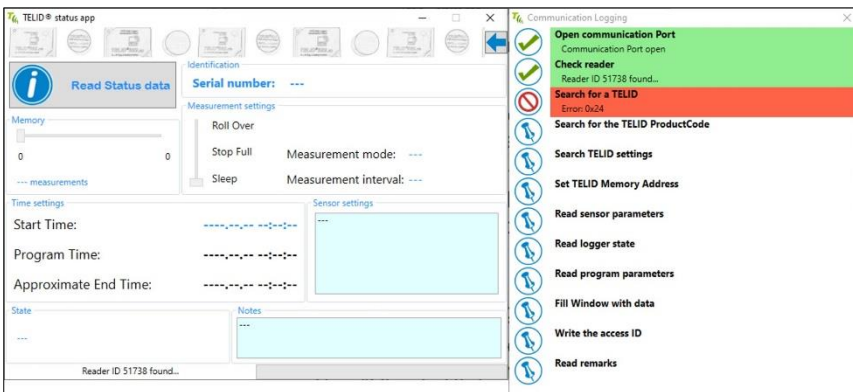 TELID® status app
Read Status data
Identification
Serial number: ---
Memory
0 0
--- measurements
Measurement settings
Roll Over
Stop Full
Sleep
Measurement mode: ---
Measurement interval: ---
Time settings
Start Time: ----.--.-- --:--:--
Program Time: ----.--.-- --:--:--
Approximate End Time: ----.--.-- --:--:--
Sensor settings
---
State
---
Notes
---
Reader ID 51738 found...
Communication Logging
Open communication Port
Communication Port open
Check reader
Reader ID 51738 found...
Search for a TELID
Error: 0x24
Search for the TELID ProductCode
Search TELID settings
Set TELID Memory Address
Read sensor parameters
Read logger state
Read program parameters
Fill Window with data
Write the access ID
Read remarks